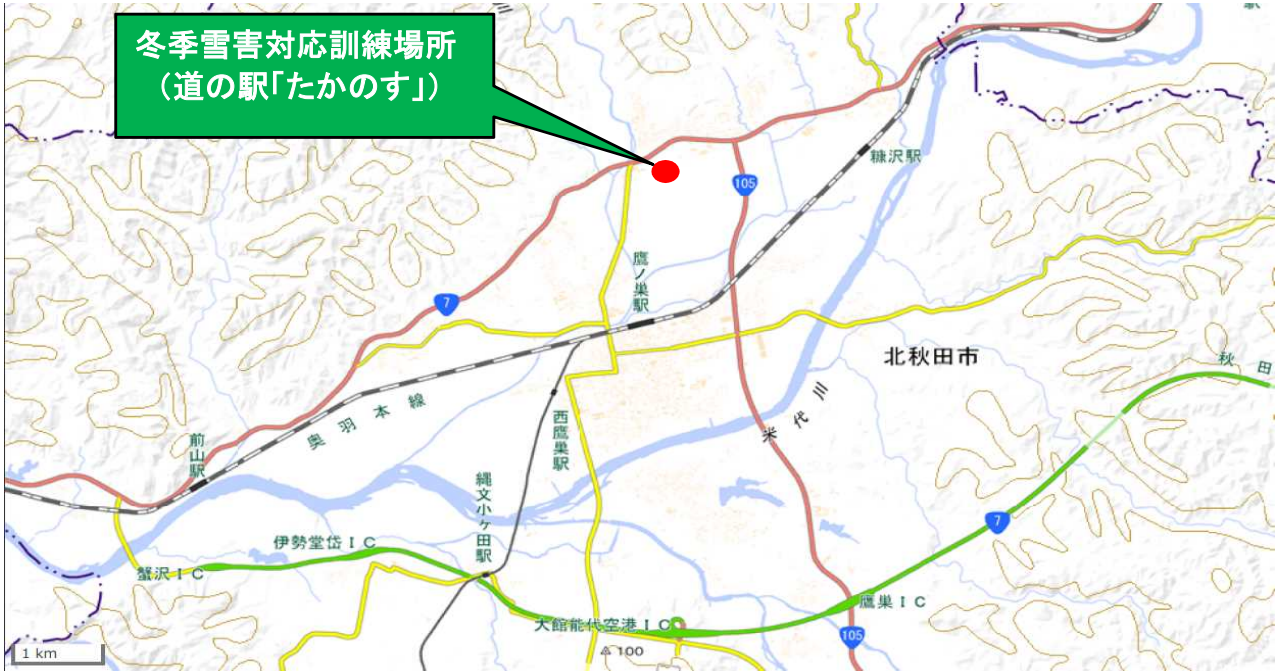 冬季雪害対応訓練場所
（道の駅「たかのす」）
糠沢駅
105
鷹ノ巣駅
7
北秋田市
秋田
奥羽本線
米代川
西鷹巣駅
前山駅
縄文小ヶ田駅
7
伊勢堂岱IC
蟹沢IC
鷹巣IC
大館能代空港IC
105
100
1 km